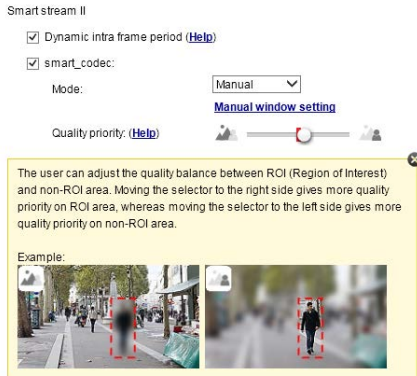 Smart stream II
Dynamic intra frame period (Help)
smart_codec:
Mode:
Manual
Manual window setting
Quality priority: (Help)
The user can adjust the quality balance between ROI (Region of Interest)
and non-ROI area. Moving the selector to the right side gives more quality
priority on ROI area, whereas moving the selector to the left side gives more
quality priority on non-ROI area.
Example: